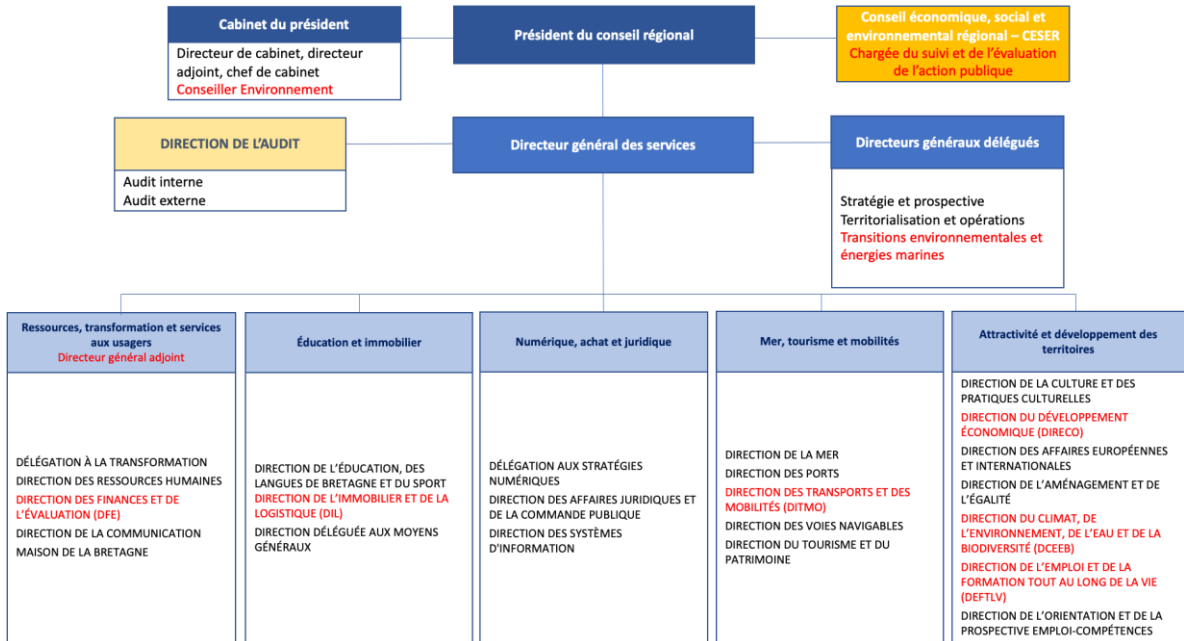 Cabinet du président
Directeur de cabinet, directeur
adjoint, chef de cabinet
Conseiller Environnement
Président du conseil régional
Conseil économique, social et
environnemental régional – CESER
Chargée du suivi et de l'évaluation
de l'action publique
DIRECTION DE L'AUDIT
Audit interne
Audit externe
Directeur général des services
Directeurs généraux délégués
Stratégie et prospective
Territorialisation et opérations
Transitions environnementales et
énergies marines
Ressources, transformation et services
aux usagers
Directeur général adjoint
DÉLÉGATION À LA TRANSFORMATION
DIRECTION DES RESSOURCES HUMAINES
DIRECTION DES FINANCES ET DE
L'ÉVALUATION (DFE)
DIRECTION DE LA COMMUNICATION
MAISON DE LA BRETAGNE
Éducation et immobilier
DIRECTION DE L'ÉDUCATION, DES
LANGUES DE BRETAGNE ET DU SPORT
DIRECTION DE L'IMMOBILIER ET DE LA
LOGISTIQUE (DIL)
DIRECTION DÉLÉGUÉE AUX MOYENS
GÉNÉRAUX
Numérique, achat et juridique
DÉLÉGATION AUX STRATÉGIES
NUMÉRIQUES
DIRECTION DES AFFAIRES JURIDIQUES ET
DE LA COMMANDE PUBLIQUE
DIRECTION DES SYSTÈMES
D'INFORMATION
Mer, tourisme et mobilités
DIRECTION DE LA MER
DIRECTION DES PORTS
DIRECTION DES TRANSPORTS ET DES
MOBILITÉS (DITMO)
DIRECTION DES VOIES NAVIGABLES
DIRECTION DU TOURISME ET DU
PATRIMOINE
Attractivité et développement des
territoires
DIRECTION DE LA CULTURE ET DES
PRATIQUES CULTURELLES
DIRECTION DU DÉVELOPPEMENT
ÉCONOMIQUE (DIRECO)
DIRECTION DES AFFAIRES EUROPÉENNES
ET INTERNATIONALES
DIRECTION DE L'AMÉNAGEMENT ET DE
L'ÉGALITÉ
DIRECTION DU CLIMAT, DE
L'ENVIRONNEMENT, DE L'EAU ET DE LA
BIODIVERSITÉ (DCEEB)
DIRECTION DE L'EMPLOI ET DE LA
FORMATION TOUT AU LONG DE LA VIE
(DEFTLV)
DIRECTION DE L'ORIENTATION ET DE LA
PROSPECTIVE EMPLOI-COMPÉTENCES